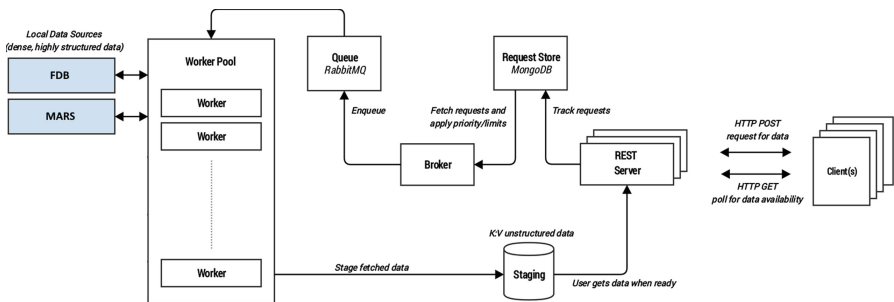 Local Data Sources
(dense, highly structured data)
FDB
MARS
Worker Pool
Worker
Worker
Worker
Queue
RabbitMQ
Enqueue
Broker
Fetch requests and
apply priority/limits
Request Store
MongoDB
Track requests
REST
Server
HTTP POST
request for data
HTTP GET
poll for data availability
Client(s)
K:V unstructured data
Staging
Stage fetched data
User gets data when ready